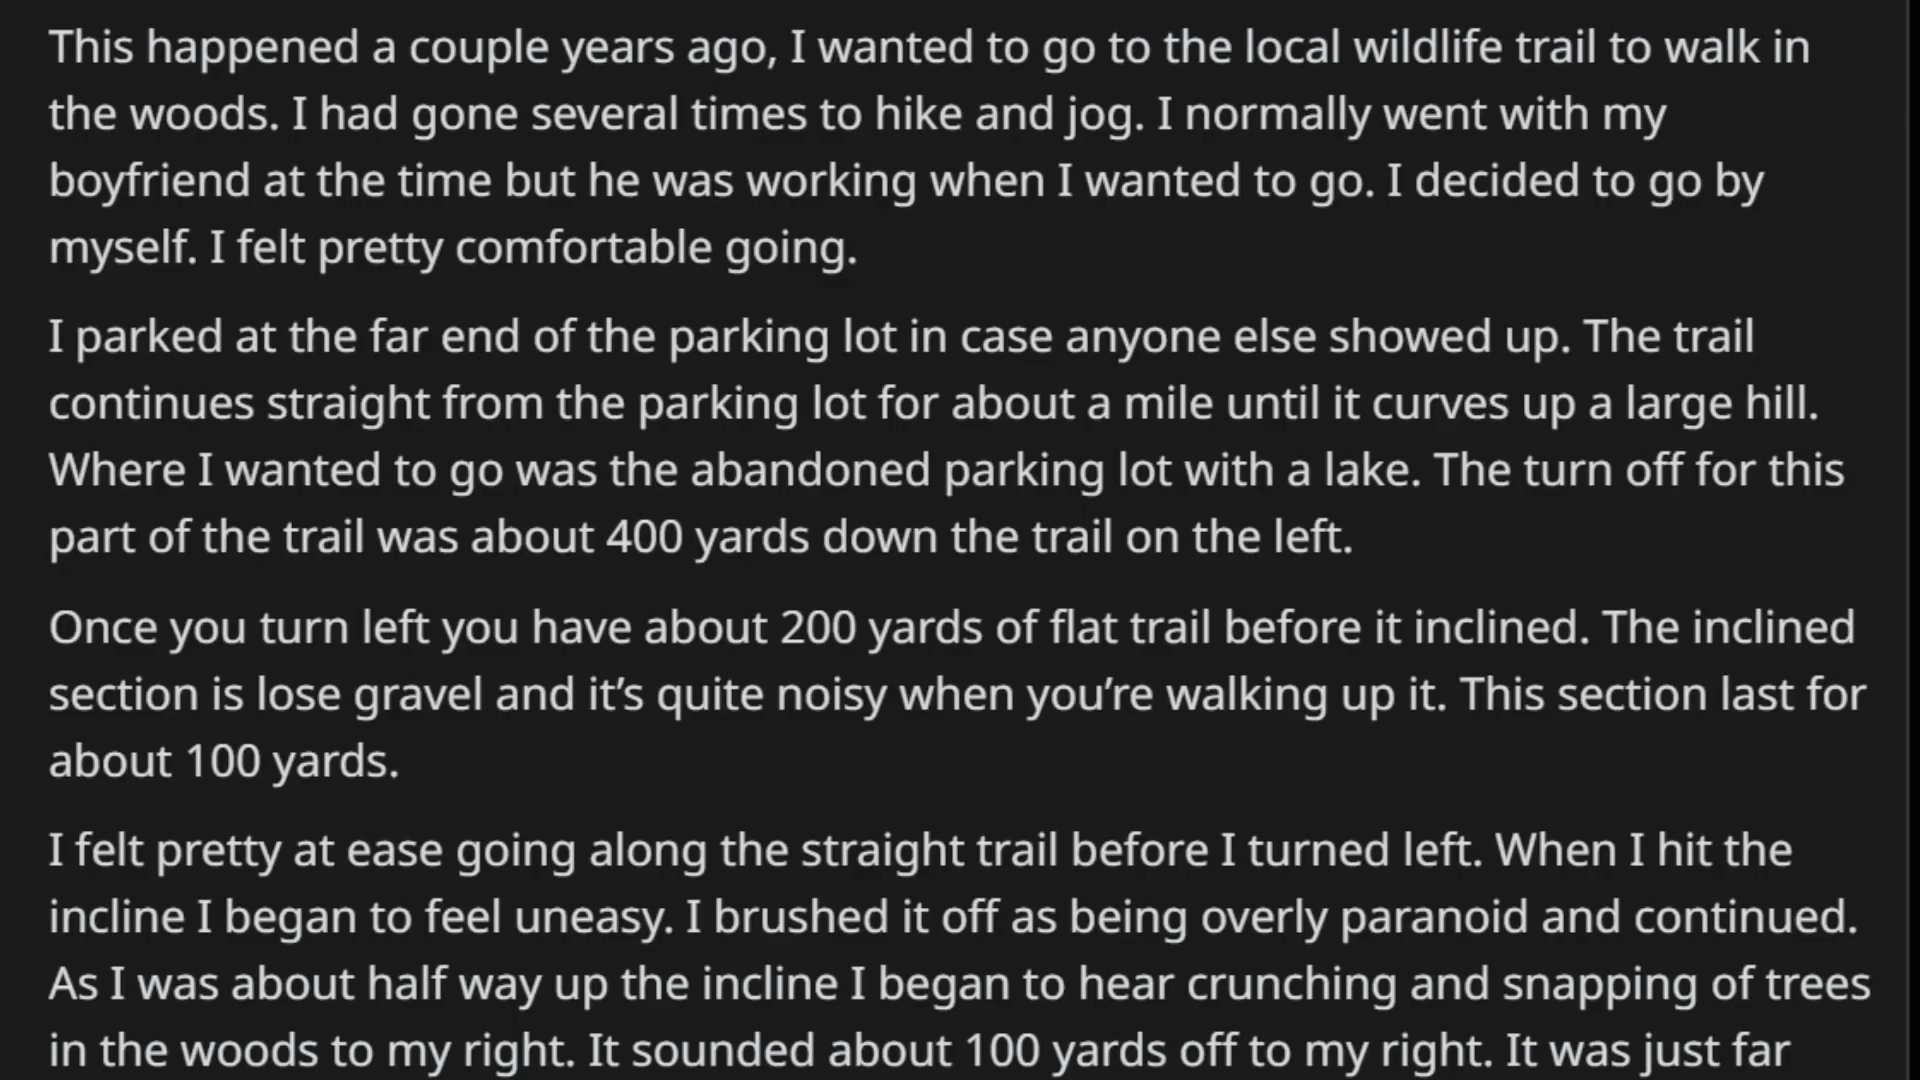 This happened a couple years ago, I wanted to go to the local wildlife trail to walk in
the woods. I had gone several times to hike and jog. I normally went with my
boyfriend at the time but he was working when I wanted to go. I decided to go by
myself. I felt pretty comfortable going.
I parked at the far end of the parking lot in case anyone else showed up. The trail
continues straight from the parking lot for about a mile until it curves up a large hill.
Where I wanted to go was the abandoned parking lot with a lake. The turn off for this
part of the trail was about 400 yards down the trail on the left.
Once you turn left you have about 200 yards of flat trail before it inclined. The inclined
section is lose gravel and it’s quite noisy when you’re walking up it. This section last for
about 100 yards.
I felt pretty at ease going along the straight trail before I turned left. When I hit the
incline I began to feel uneasy. I brushed it off as being overly paranoid and continued.
As I was about half way up the incline I began to hear crunching and snapping of trees
in the woods to my right. It sounded about 100 yards off to my right. It was just far